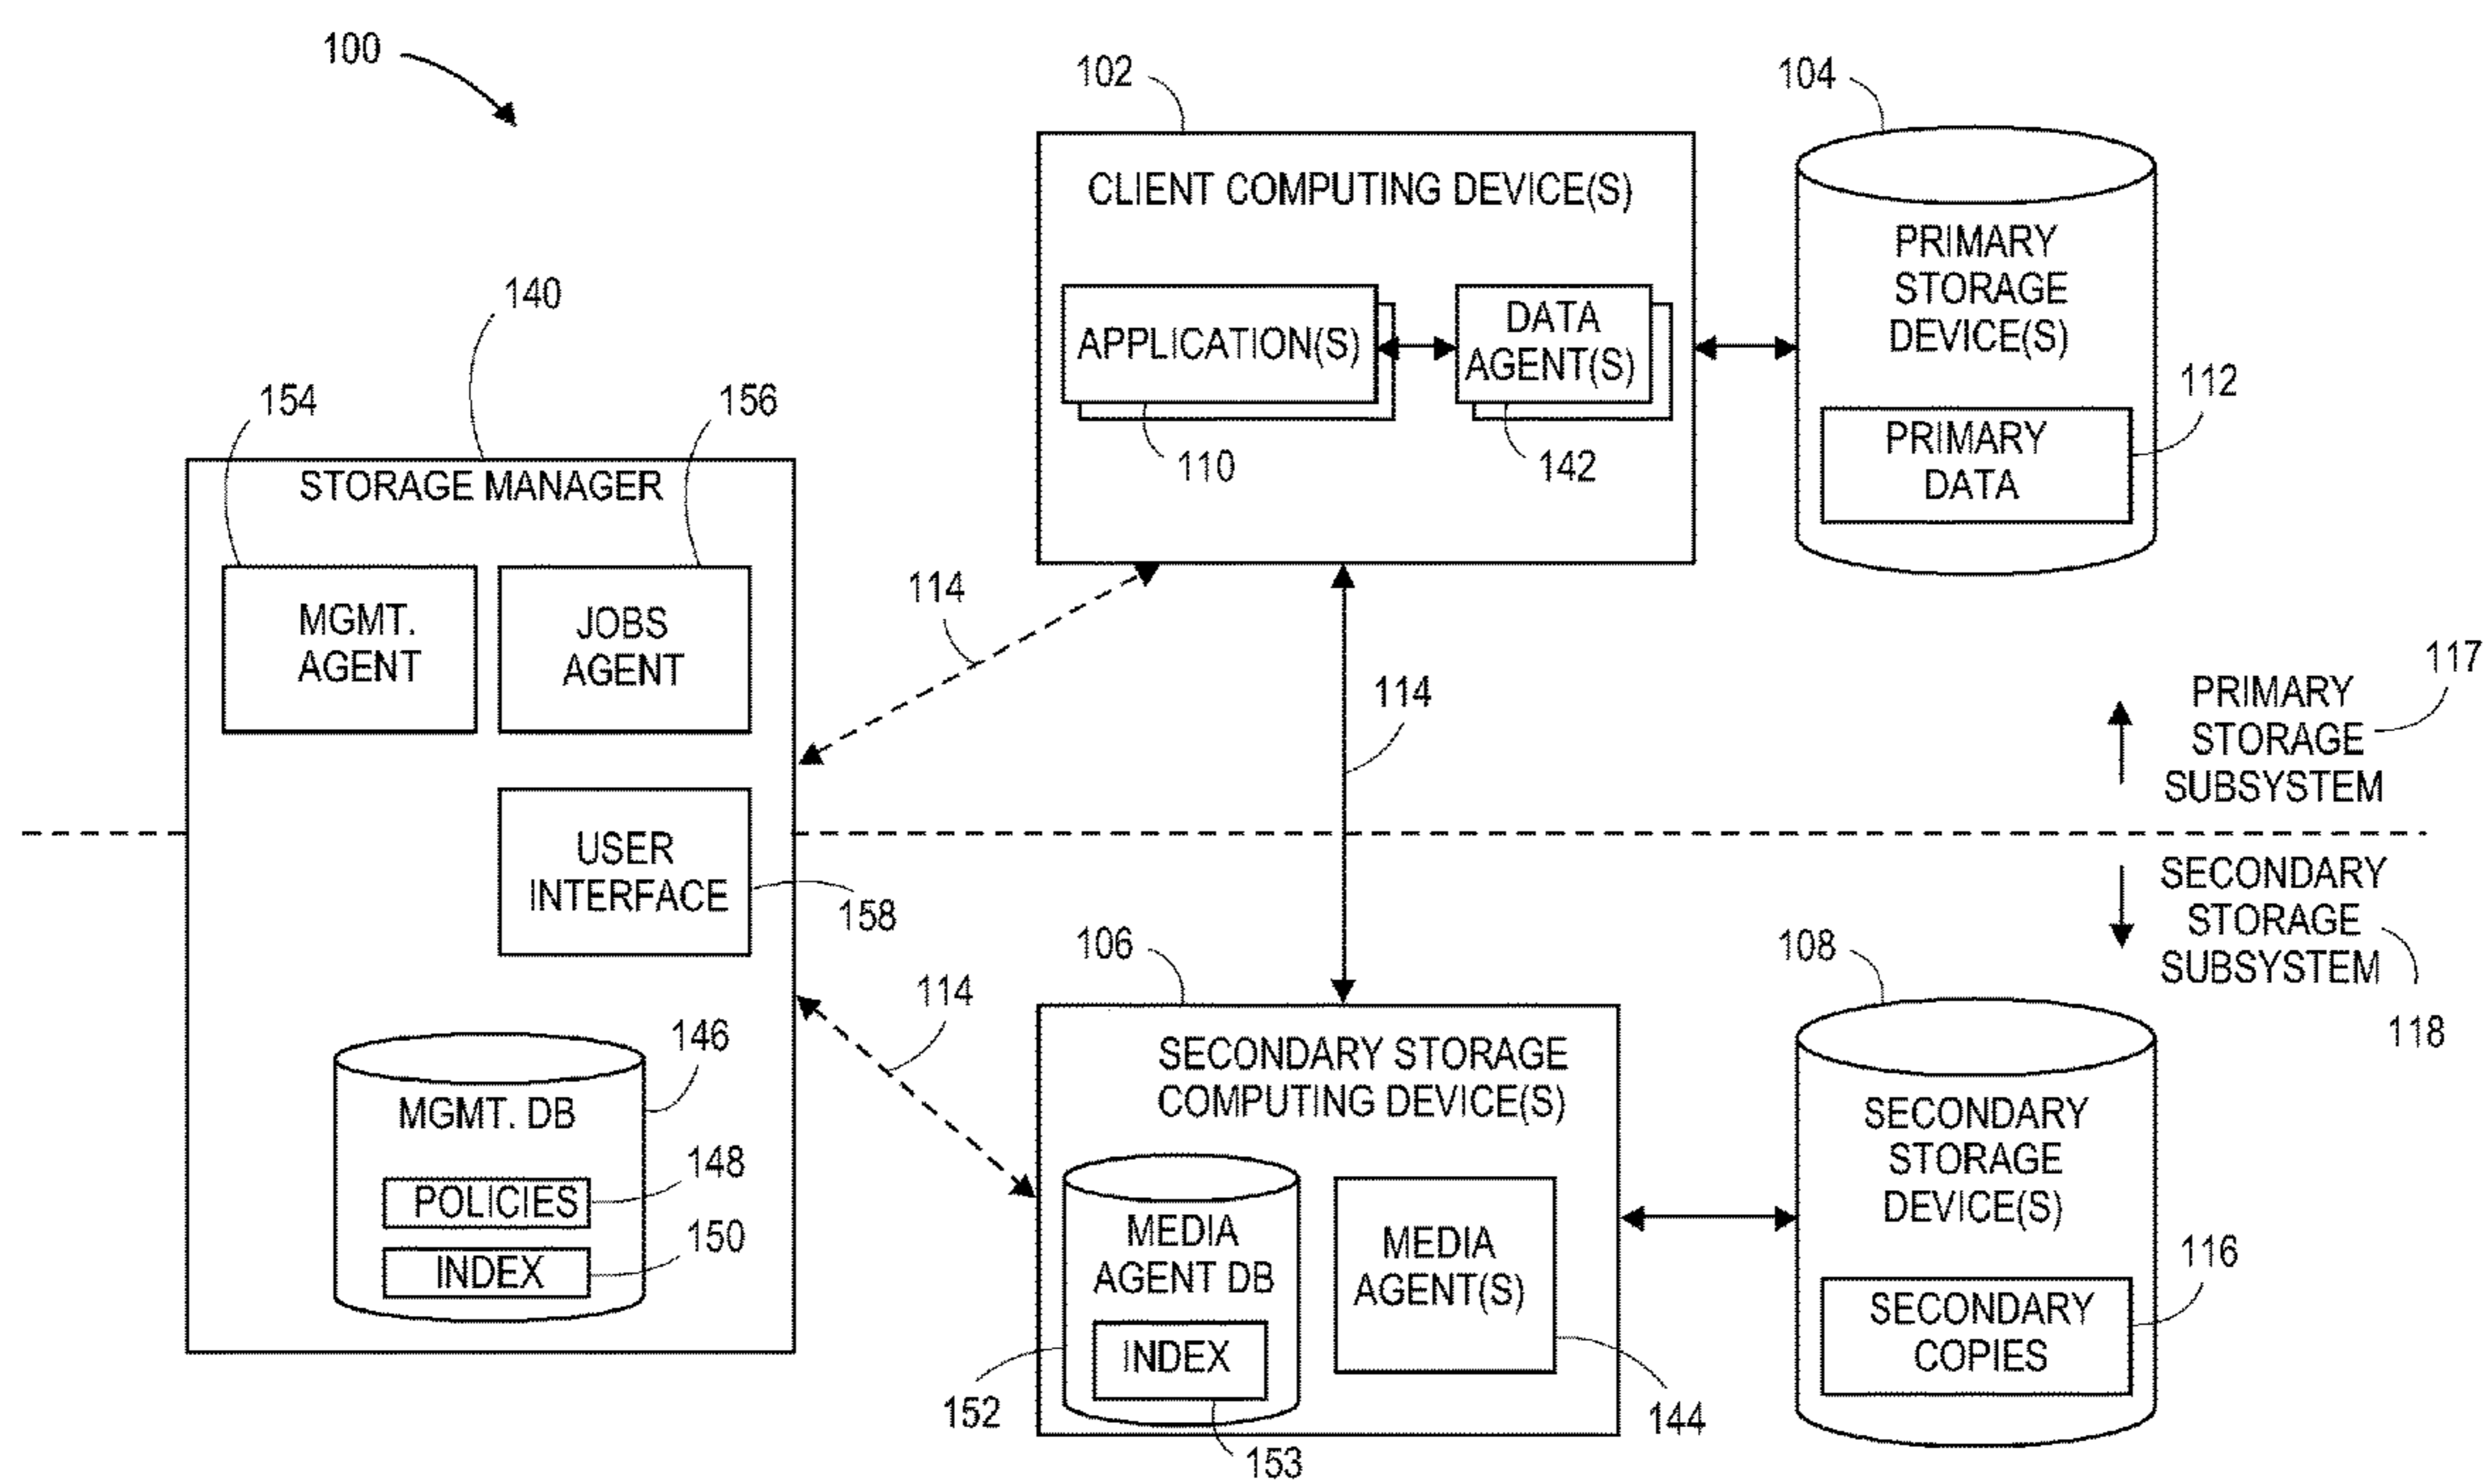 100
102
104
CLIENT COMPUTING DEVICE(S)
APPLICATION(S)
DATA
AGENT(S)
110
142
PRIMARY
STORAGE
DEVICE(S)
112
PRIMARY
DATA
140
154
156
STORAGE MANAGER
MGMT.
AGENT
JOBS
AGENT
114
114
117
PRIMARY
STORAGE
SUBSYSTEM
USER
INTERFACE
158
SECONDARY
STORAGE
SUBSYSTEM
118
114
146
MGMT. DB
148
POLICIES
150
INDEX
106
SECONDARY STORAGE
COMPUTING DEVICE(S)
MEDIA
AGENT DB
INDEX
MEDIA
AGENT(S)
152
153
144
108
SECONDARY
STORAGE
DEVICE(S)
116
SECONDARY
COPIES